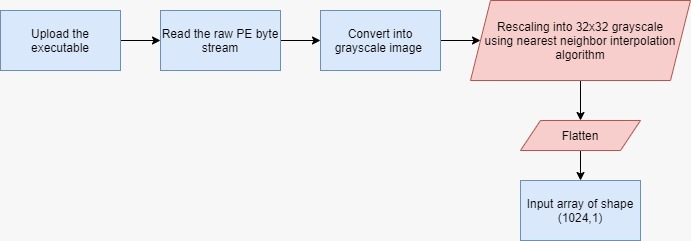 Upload the
executable
Read the raw PE byte
stream
Convert into
grayscale image
Rescaling into 32x32 grayscale
using nearest neighbor interpolation
algorithm
Flatten
Input array of shape
(1024,1)